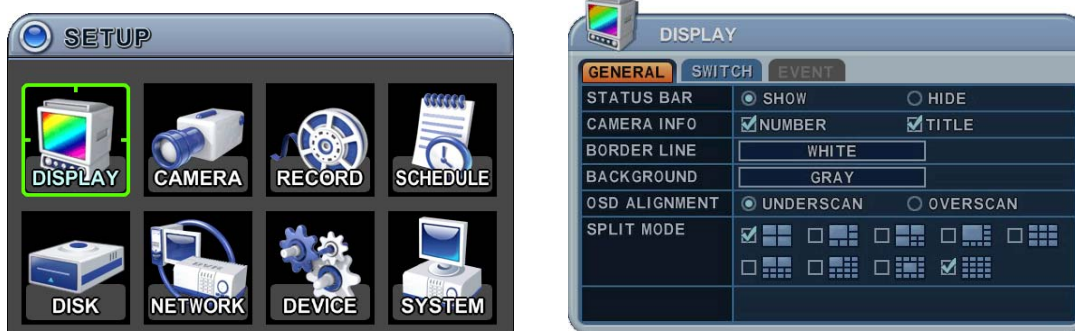 SETUP
DISPLAY CAMERA RECORD SCHEDULE
DISK NETWORK DEVICE SYSTEM
DISPLAY
GENERAL SWITCH EVENT
STATUS BAR SHOW HIDE
CAMERA INFO NUMBER TITLE
BORDER LINE WHITE
BACKGROUND GRAY
OSD ALIGNMENT UNDERSCAN OVERSCAN
SPLIT MODE